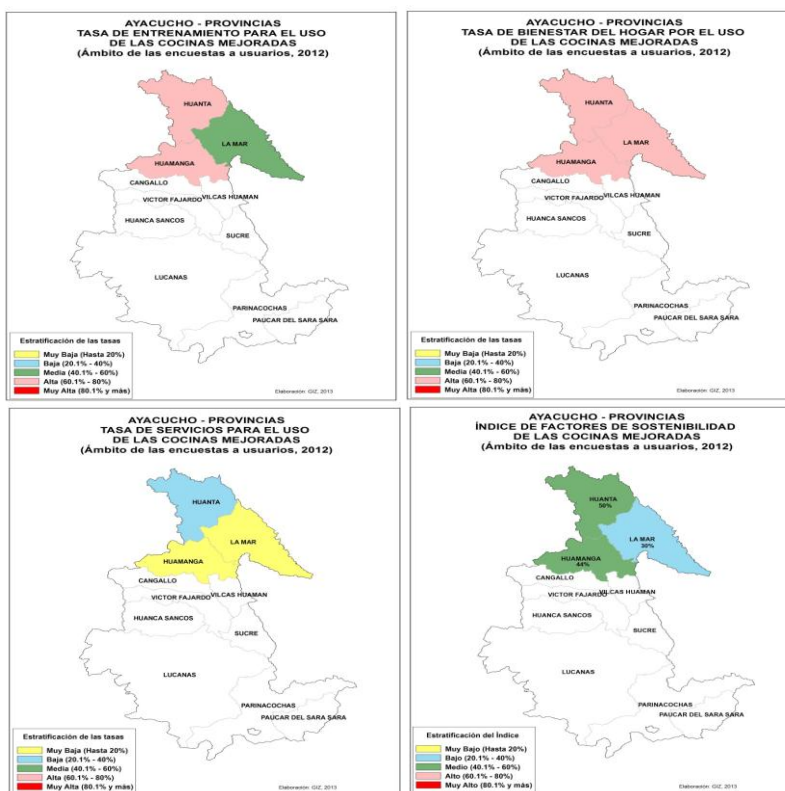 AYACUCHO - PROVINCIAS
TASA DE ENTRENAMIENTO PARA EL USO
DE LAS COCINAS MEJORADAS
(Ámbito de las encuestas a usuarios, 2012)
HUANTA
LA MAR
HUAMANGA
CANGALLO
VICTOR FAJARDO
VILCAS HUAMAN
HUANCA SANCOS
SUCRE
LUCANAS
PARINACOCHAS
PAUCAR DEL SARA SARA
Estratificación de las tasas
Muy Baja (Hasta 20%)
Baja (20.1% - 40%)
Media (40.1% - 60%)
Alta (60.1% - 80%)
Muy Alta (80.1% y más)
Elaboración: GIZ, 2013
AYACUCHO - PROVINCIAS
TASA DE BIENESTAR DEL HOGAR POR EL USO
DE LAS COCINAS MEJORADAS
(Ámbito de las encuestas a usuarios, 2012)
HUANTA
LA MAR
HUAMANGA
CANGALLO
VICTOR FAJARDO
VILCAS HUAMAN
HUANCA SANCOS
SUCRE
LUCANAS
PARINACOCHAS
PAUCAR DEL SARA SARA
Estratificación de las tasas
Muy Baja (Hasta 20%)
Baja (20.1% - 40%)
Media (40.1% - 60%)
Alta (60.1% - 80%)
Muy Alta (80.1% y más)
Elaboración: GIZ, 2013
AYACUCHO - PROVINCIAS
TASA DE SERVICIOS PARA EL USO
DE LAS COCINAS MEJORADAS
(Ámbito de las encuestas a usuarios, 2012)
HUANTA
LA MAR
HUAMANGA
CANGALLO
VICTOR FAJARDO
VILCAS HUAMAN
HUANCA SANCOS
SUCRE
LUCANAS
PARINACOCHAS
PAUCAR DEL SARA SARA
Estratificación de las tasas
Muy Baja (Hasta 20%)
Baja (20.1% - 40%)
Media (40.1% - 60%)
Alta (60.1% - 80%)
Muy Alta (80.1% y más)
Elaboración: GIZ, 2013
AYACUCHO - PROVINCIAS
ÍNDICE DE FACTORES DE SOSTENIBILIDAD
DE LAS COCINAS MEJORADAS
(Ámbito de las encuestas a usuarios, 2012)
HUANTA
50%
LA MAR
30%
HUAMANGA
44%
CANGALLO
VICTOR FAJARDO
VILCAS HUAMAN
HUANCA SANCOS
SUCRE
LUCANAS
PARINACOCHAS
PAUCAR DEL SARA SARA
Estratificación del Índice
Muy Bajo (Hasta 20%)
Bajo (20.1% - 40%)
Medio (40.1% - 60%)
Alto (60.1% - 80%)
Muy Alto (80.1% y más)
Elaboración: GIZ, 2013